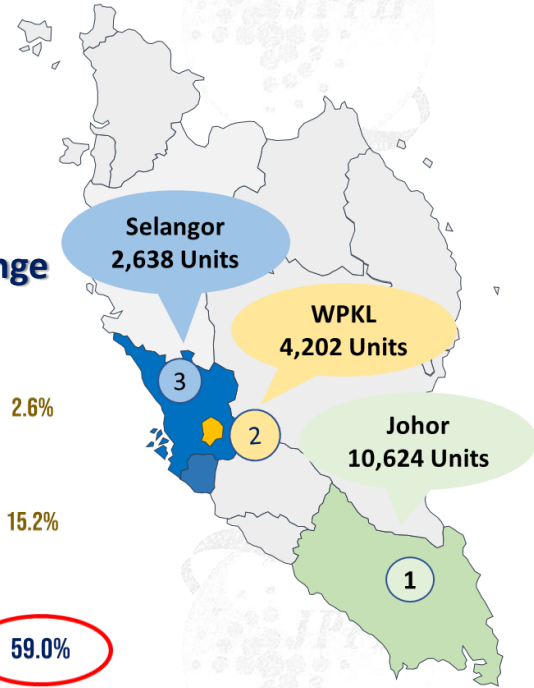 Selangor
2,638 Units
nge
WPKL
4,202 Units
3
2.6%
2
Johor
10,624 Units
15.2%
1
59.0%